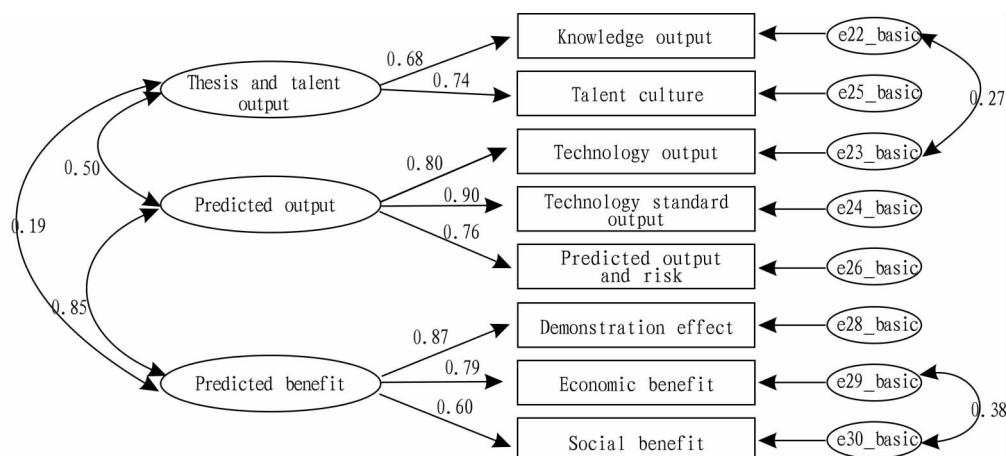 Knowledge output
e22_basic
0.68
Thesis and talent
output
0.74
Talent culture
e25_basic
0.27
0.80
Technology output
e23_basic
0.50
0.90
Predicted output
Technology standard
output
e24_basic
0.19
0.76
Predicted output
and risk
e26_basic
0.85
0.87
Demonstration effect
e28_basic
Predicted benefit
0.79
Economic benefit
e29_basic
0.60
0.38
Social benefit
e30_basic